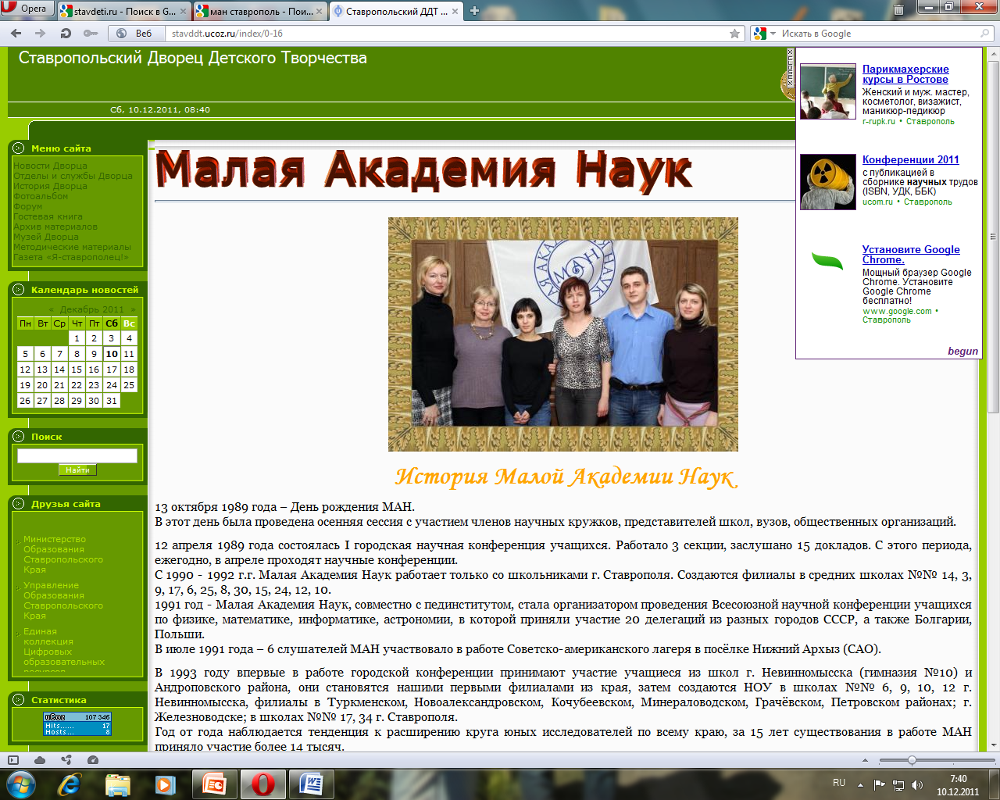 Opera
stavdeti.ru - Поиск в G...
ман ставрополь - Пои...
Ставропольский ДДТ ...
Веб
stavddt.ucoz.ru/index/0-16
Искать в Google
Ставропольский Дворец Детского Творчества
Сб, 10.12.2011, 08:40
Меню сайта
Новости Дворца
Отделы и службы Дворца
История Дворца
Фотоальбом
Форум
Гостевая книга
Архив материалов
Музей Дворца
Методические материалы
Газета «Я-ставрополец!»
Календарь новостей
« Декабрь 2011 »
Пн Вт Ср Чт Пт Сб Вс
1 2 3 4
5 6 7 8 9 10 11
12 13 14 15 16 17 18
19 20 21 22 23 24 25
26 27 28 29 30 31
Поиск
Найти
Друзья сайта
Министерство
Образования
Ставропольского
Края
Управление
Образования
Ставропольского
Края
Единая
коллекция
Цифровых
образовательных
ресурсов
Статистика
uCoz 107 346
Hits...... 17
Hosts... 8
Малая Академия Наук
МАН
История Малой Академии Наук
13 октября 1989 года – День рождения МАН.
В этот день была проведена осенняя сессия с участием членов научных кружков, представителей школ, вузов, общественных организаций.
12 апреля 1989 года состоялась I городская научная конференция учащихся. Работало 3 секции, заслушано 15 докладов. С этого периода,
ежегодно, в апреле проходят научные конференции.
С 1990 - 1992 г.г. Малая Академия Наук работает только со школьниками г. Ставрополя. Создаются филиалы в средних школах №№ 14, 3,
9, 17, 6, 25, 8, 30, 15, 24, 12, 10.
1991 год - Малая Академия Наук, совместно с пединститутом, стала организатором проведения Всесоюзной научной конференции учащихся
по физике, математике, информатике, астрономии, в которой приняли участие 20 делегаций из разных городов СССР, а также Болгарии,
Польши.
В июле 1991 года – 6 слушателей МАН участвовало в работе Советско-американского лагеря в посёлке Нижний Архыз (САО).
В 1993 году впервые в работе городской конференции принимают участие учащиеся из школ г. Невинномысска (гимназия №10) и
Андроповского района, они становятся нашими первыми филиалами из края, затем создаются НОУ в школах №№ 6, 9, 10, 12 г.
Невинномысска, филиалы в Туркменском, Новоалександровском, Кочубеевском, Минераловодском, Грачёвском, Петровском районах; г.
Железноводске; в школах №№ 17, 34 г. Ставрополя.
Год от года наблюдается тенденция к расширению круга юных исследователей по всему краю, за 15 лет существования в работе МАН
приняло участие более 14 тысяч.
Парикмахерские
курсы в Ростове
Женский и муж. мастер,
косметолог, визажист,
маникюр-педикюр
r-rupk.ru • Ставрополь
Конференции 2011
с публикацией в
сборнике научных трудов
(ISBN, УДК, ББК)
ucom.ru • Ставрополь
Установите Google
Chrome.
Мощный браузер Google
Chrome. Установите
Google Chrome
бесплатно!
www.google.com •
Ставрополь
begun
RU
7:40
10.12.2011